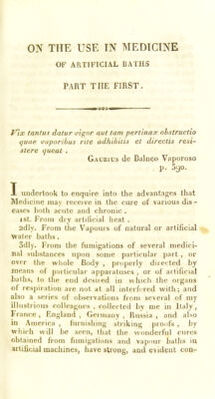 ON THE USE IN MEDICINE
OF ARTIFICIAL BATHS
PART THE FIRST.
Vix tantus datur vigor aut tam pertinax obstructio
quae vaporibus rite adhibitis et directis resi-
stere queat .
GAUBIUS de Balneo Vaporoso
p. 590.
I undertook to enquire into the advantages that
Medicine may receive in the cure of various dis-
eases both acute and chronic .
1st. From dry artificial heat .
2dly. From the Vapours of natural or artificial
water baths .
3dly. From the fumigations of several medici-
nal substances upon some particular part , or
over the whole Body , properly directed by
means of particular apparatuses , or of artificial
baths, to the end desired in which the organs
of respiration are not at all interfered with; and
also a series of observations from several of my
illustrious colleagues , collected by me in Italy,
France , England , Germany , Russia , and also
in America , furnishing striking proofs , by
which will be seen, that the wonderful cures
obtained from fumigations and vapour baths in
artificial machines, have strong, and evident con-